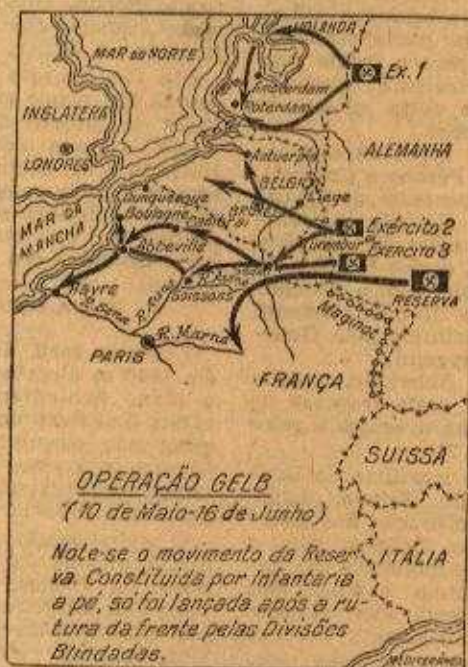 MAR DO NORTE
HOLANDA
Ex. 1
Amsterdam
Roterdam
INGLATERA
LONDRES
ALEMANHA
Antuerpia
BELGICA
Liege
MAR DA
MANCHA
Dunquerque
Boulogne
Exército 2
EXERCITO 3
Abbeville
RESERVA
Havre
R. Sena
Soissons
Maginot
R. Marna
PARIS
FRANÇA
SUISSA
ITÁLIA
OPERAÇÃO GELB
(10 de Maio-16 de Junho)
Note-se o movimento da Reser-
va. Constituida por Infantaria
a pé, só foi lançada após a ru-
tura da frente pelas Divisões
Blindadas.